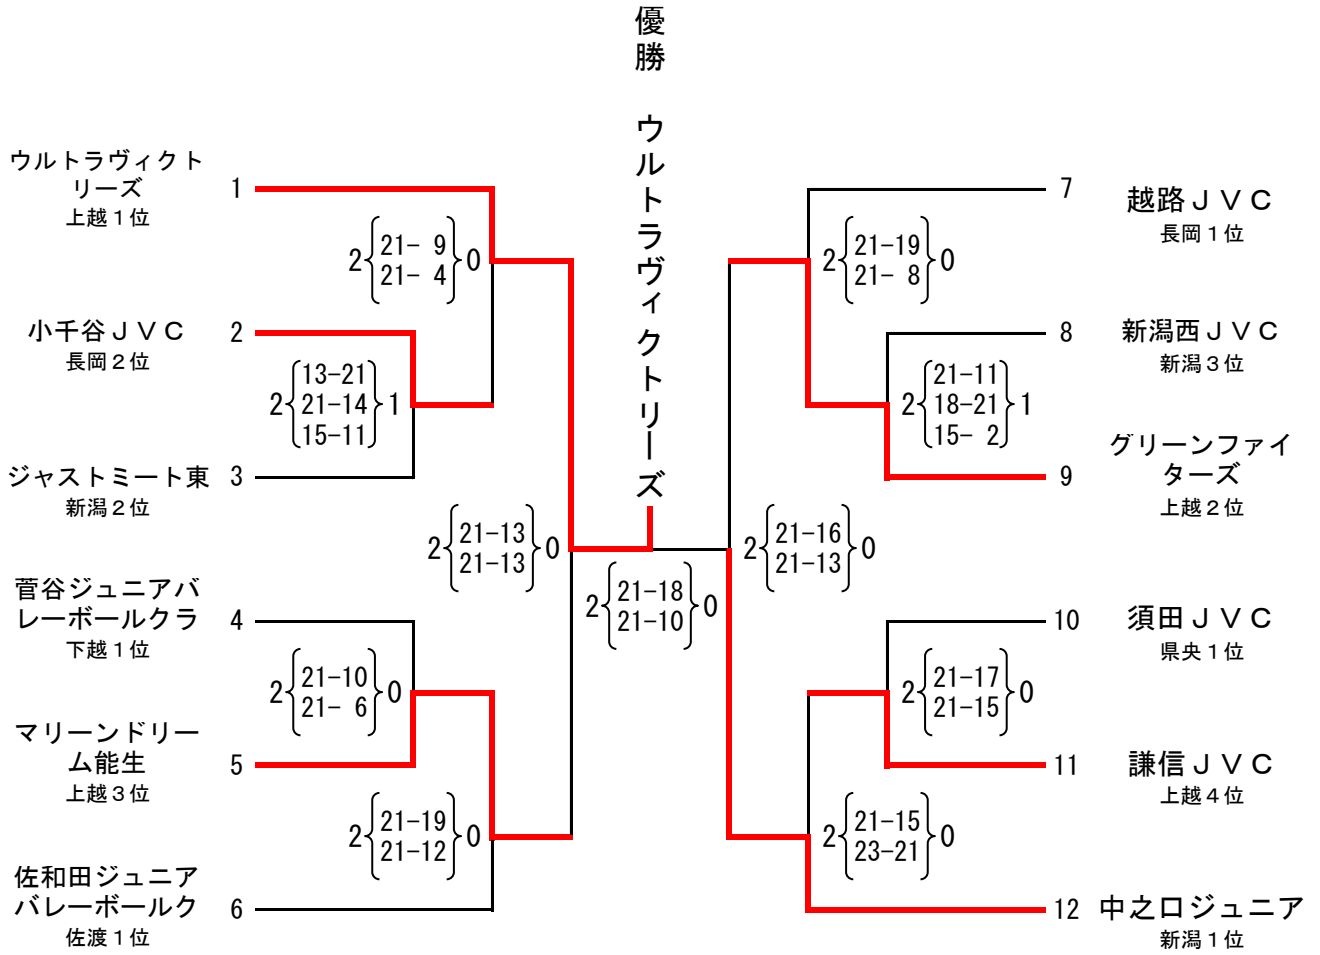 優勝 ウルトラヴィクトリーズ
ウルトラヴィクト
リーズ
上越１位
1
2 21- 9 0
21- 4
小千谷ＪＶＣ
長岡２位
2
13-21
2 21-14 1
15-11
ジャストミート東
新潟２位
3
2 21-13 0
21-13
菅谷ジュニアバ
レーボールクラ
下越１位
4
2 21-10 0
21- 6
マリーンドリー
ム能生
上越３位
5
2 21-19 0
21-12
佐和田ジュニア
バレーボールク
佐渡１位
6
2 21-18 0
21-10
7
越路ＪＶＣ
長岡１位
2 21-19 0
21- 8
8
新潟西ＪＶＣ
新潟３位
21-11
2 18-21 1
15- 2
9
グリーンファイ
ターズ
上越２位
2 21-16 0
21-13
10
須田ＪＶＣ
県央１位
2 21-17 0
21-15
11
謙信ＪＶＣ
上越４位
2 21-15 0
23-21
12
中之口ジュニア
新潟１位